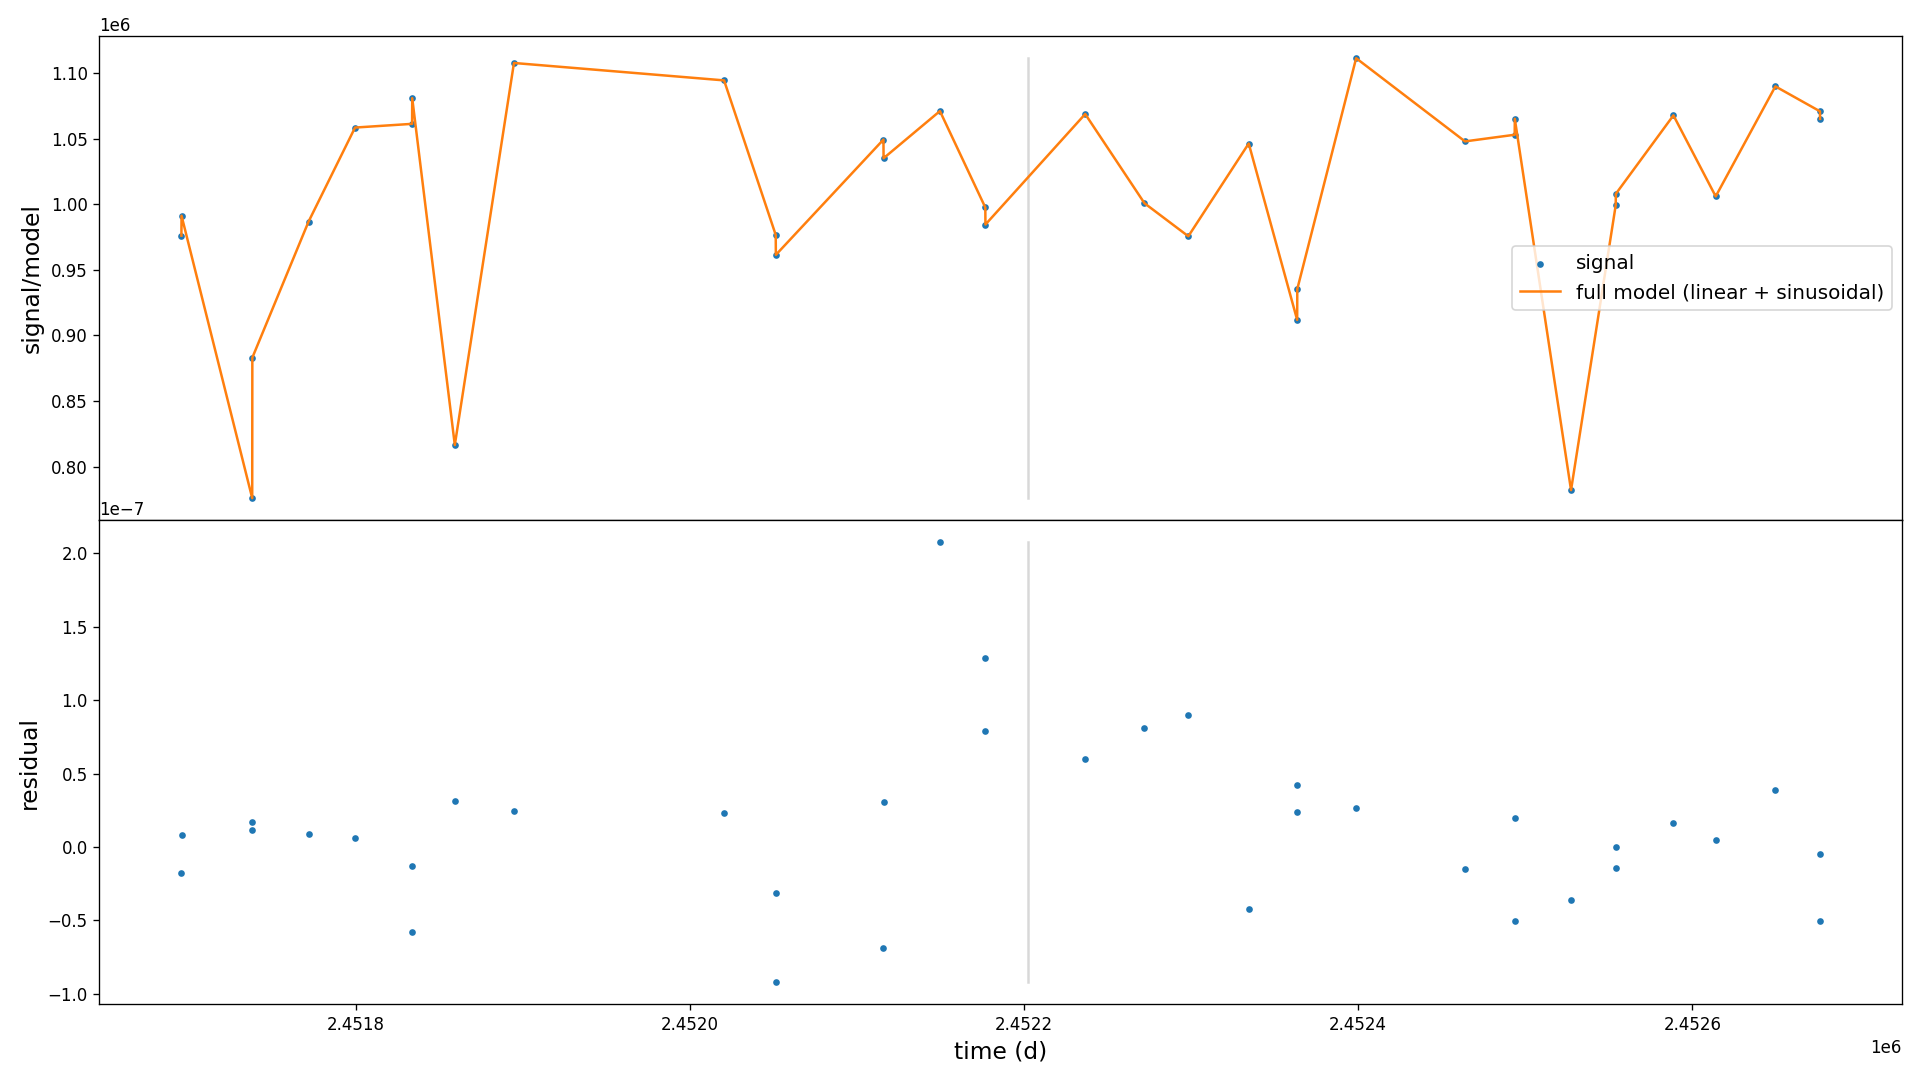 1e6
1.10
1.05
1.00
0.95
0.90
0.85
0.80
signal/model
signal
full model (linear + sinusoidal)
1e−7
2.0
1.5
1.0
0.5
0.0
−0.5
−1.0
residual
2.4518
2.4520
2.4522
2.4524
2.4526
time (d)
1e6